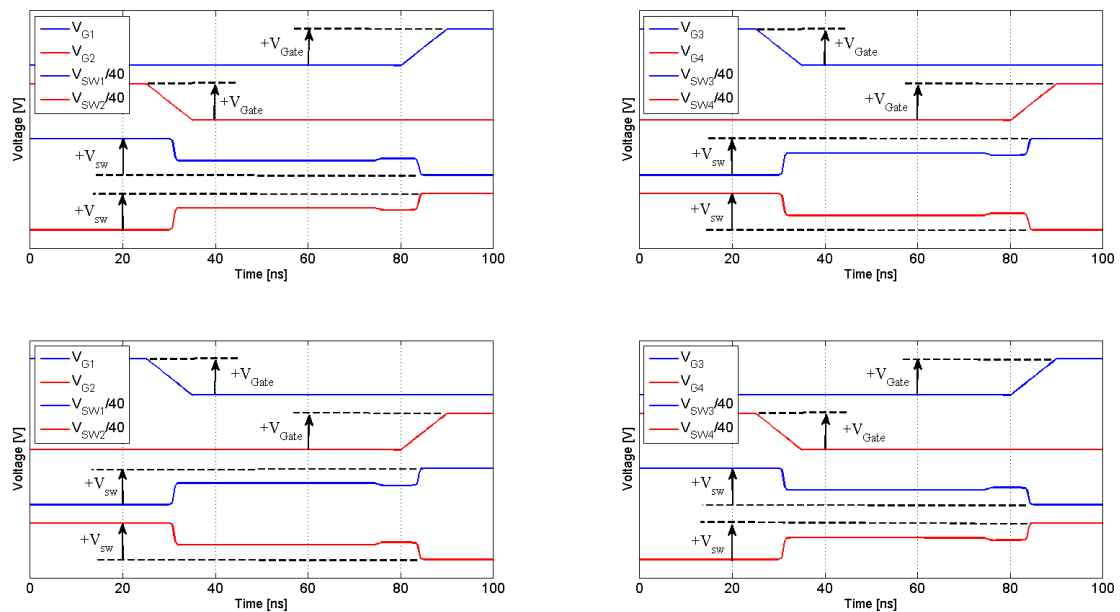 V_G1
V_G2
V_SW1/40
V_SW2/40
+V_Gate
+V_Gate
+V_sw
+V_sw
Voltage [V]
0 20 40 60 80 100
Time [ns]
V_G3
V_G4
V_SW3/40
V_SW4/40
+V_Gate
+V_Gate
+V_sw
+V_sw
Voltage [V]
0 20 40 60 80 100
Time [ns]
V_G1
V_G2
V_SW1/40
V_SW2/40
+V_Gate
+V_Gate
+V_sw
+V_sw
Voltage [V]
0 20 40 60 80 100
Time [ns]
V_G3
V_G4
V_SW3/40
V_SW4/40
+V_Gate
+V_Gate
+V_sw
+V_sw
Voltage [V]
0 20 40 60 80 100
Time [ns]